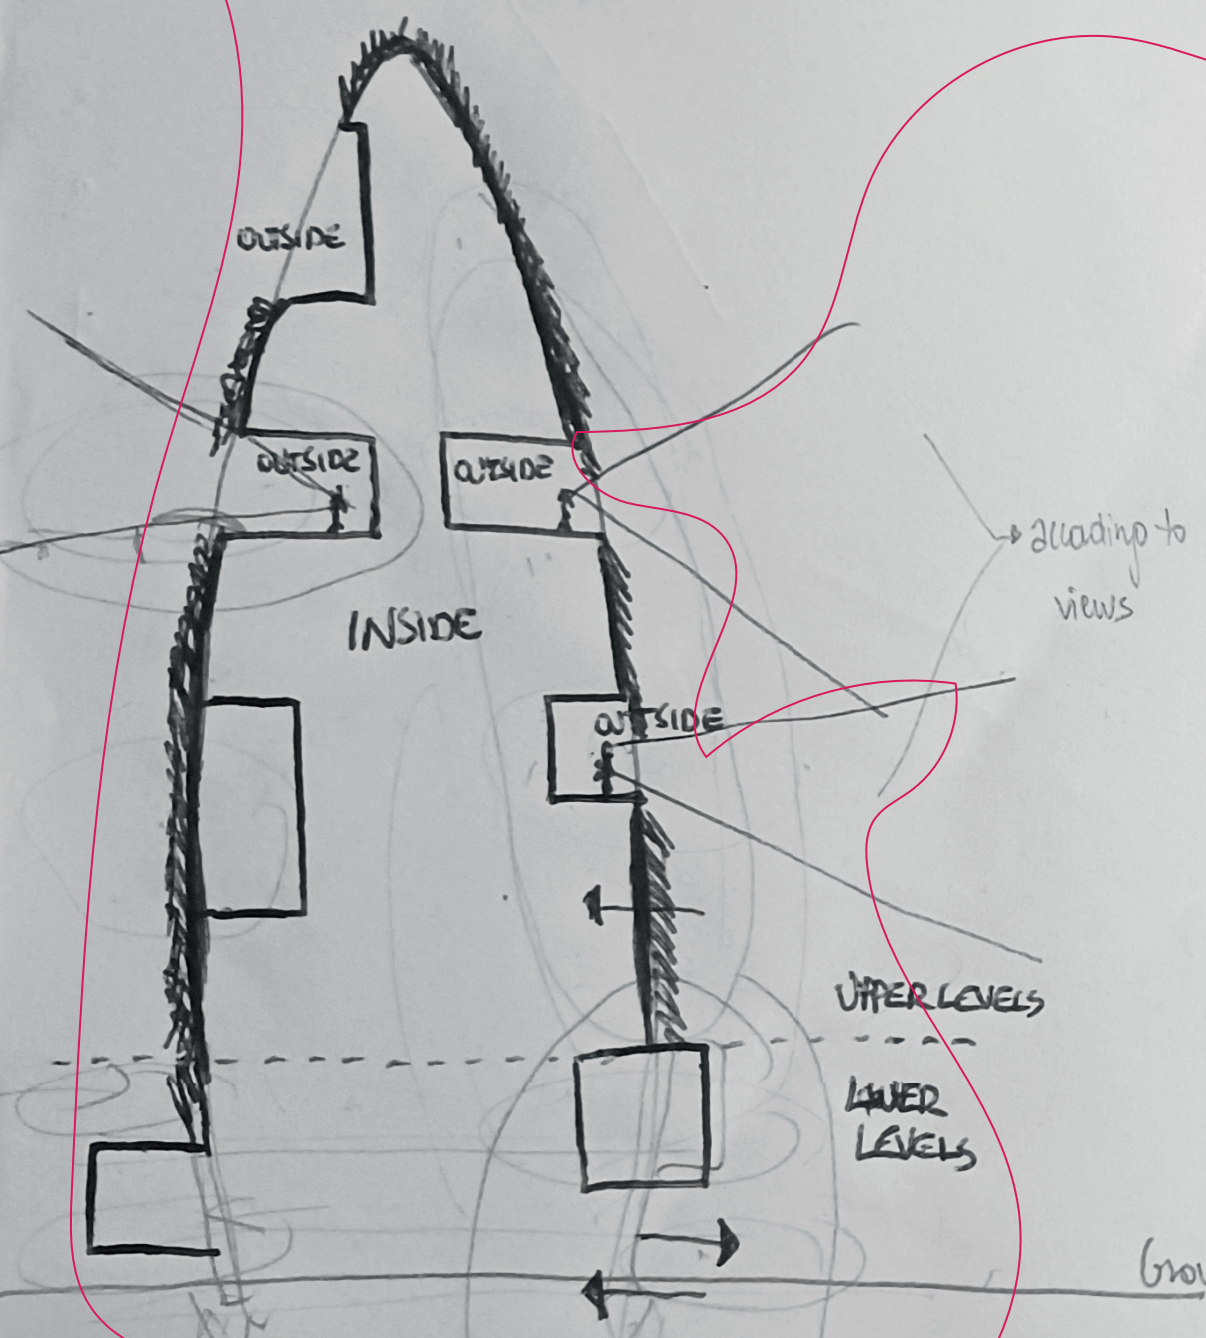 OUTSIDE
OUTSIDE
OUTSIDE
INSIDE
OUTSIDE
according to
views
UPPER LEVELS
LOWER
LEVELS